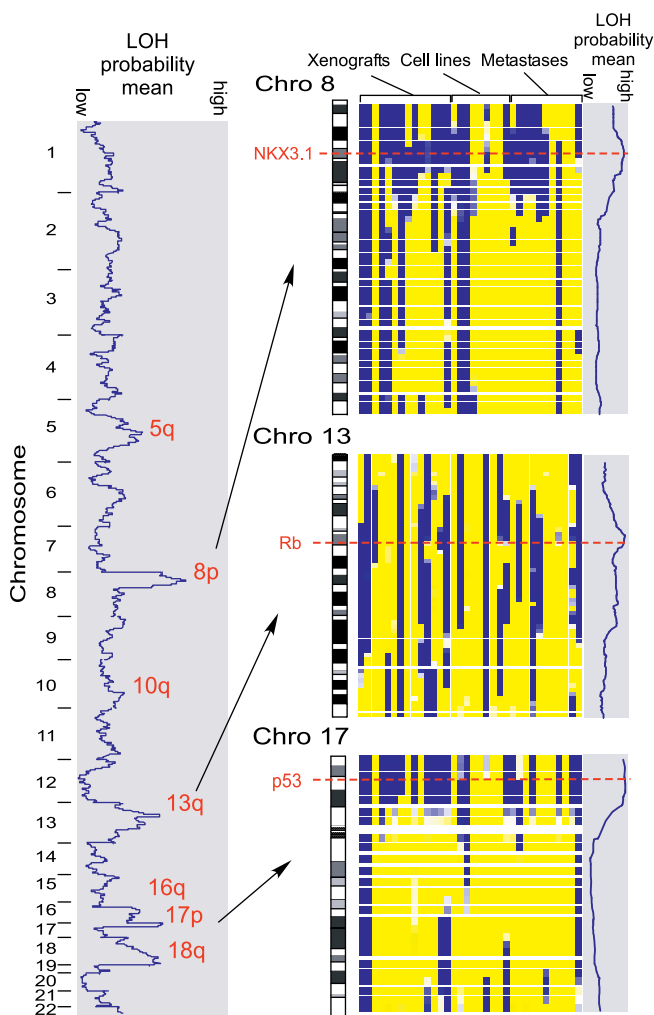 LOH
probability
mean
low
high
Chromosome
1
2
3
4
5
6
7
8
9
10
11
12
13
14
15
16
17
18
19
20
21
22
5q
8p
10q
13q
16q
17p
18q
Xenografts
Cell lines
Metastases
LOH
probability
mean
low
high
Chro 8
NKX3.1
Chro 13
Rb
Chro 17
p53